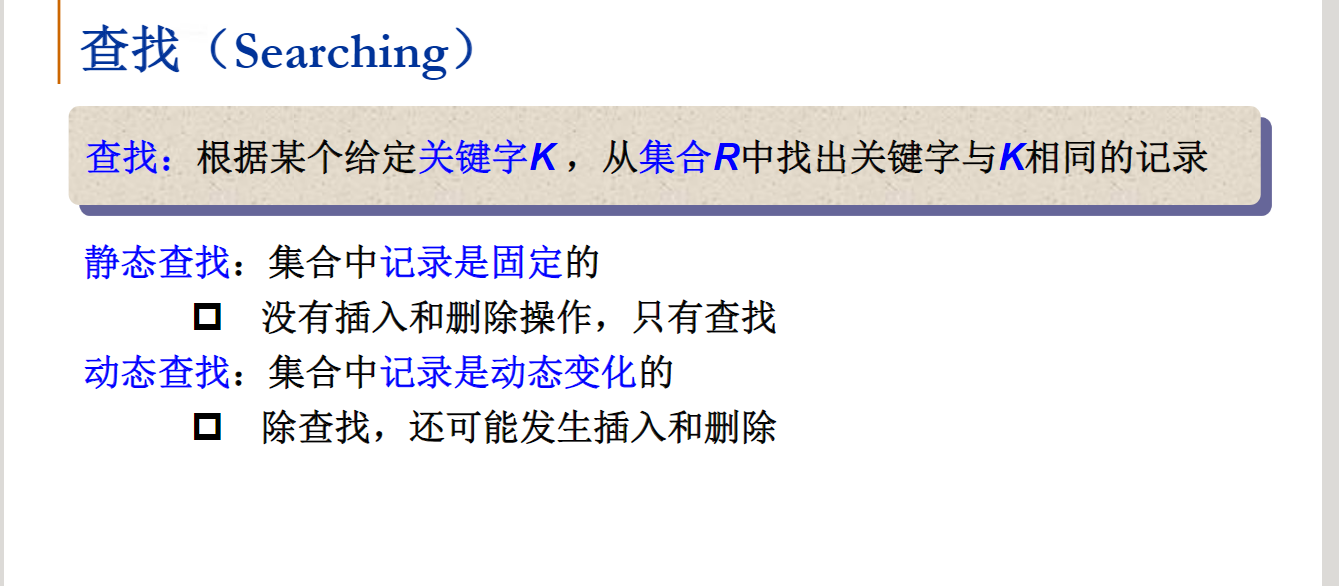 查找（Searching）
查找：根据某个给定关键字K，从集合R中找出关键字与K相同的记录
静态查找：集合中记录是固定的
没有插入和删除操作，只有查找
动态查找：集合中记录是动态变化的
除查找，还可能发生插入和删除